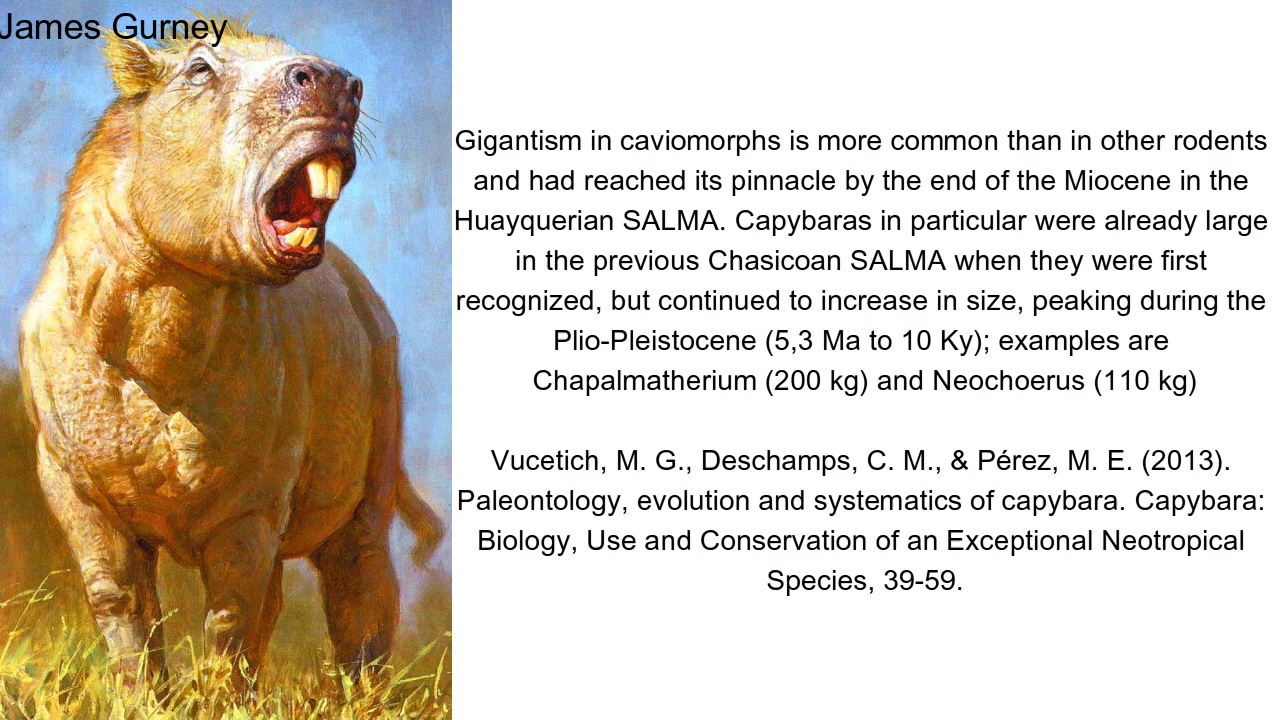 James Gurney
Gigantism in caviomorphs is more common than in other rodents
and had reached its pinnacle by the end of the Miocene in the
Huayquerian SALMA. Capybaras in particular were already large
in the previous Chasicoan SALMA when they were first
recognized, but continued to increase in size, peaking during the
Plio-Pleistocene (5,3 Ma to 10 Ky); examples are
Chapalmatherium (200 kg) and Neochoerus (110 kg)
Vucetich, M. G., Deschamps, C. M., & Pérez, M. E. (2013).
Paleontology, evolution and systematics of capybara. Capybara:
Biology, Use and Conservation of an Exceptional Neotropical
Species, 39-59.